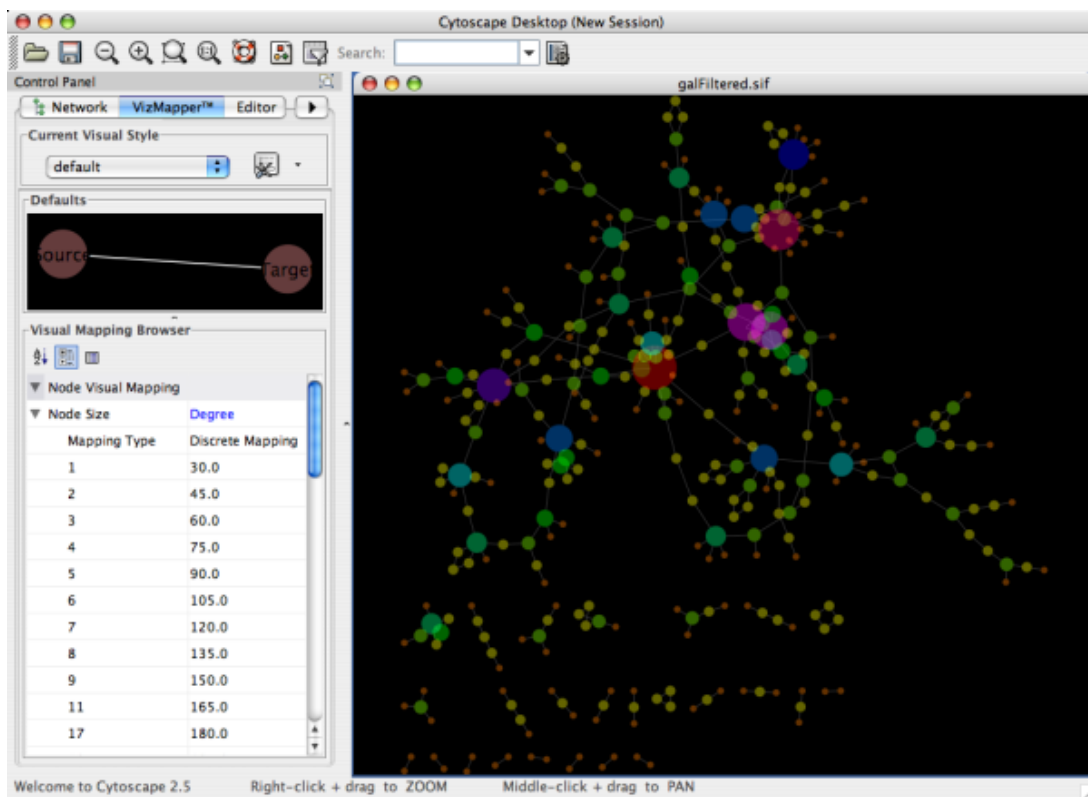 Cytoscape Desktop (New Session)
Search:
Control Panel
galFiltered.sif
Network VizMapper™ Editor
Current Visual Style
default
Defaults
Source Target
Visual Mapping Browser
Node Visual Mapping
Node Size Degree
Mapping Type Discrete Mapping
1 30.0
2 45.0
3 60.0
4 75.0
5 90.0
6 105.0
7 120.0
8 135.0
9 150.0
11 165.0
17 180.0
Welcome to Cytoscape 2.5 Right-click + drag to ZOOM Middle-click + drag to PAN